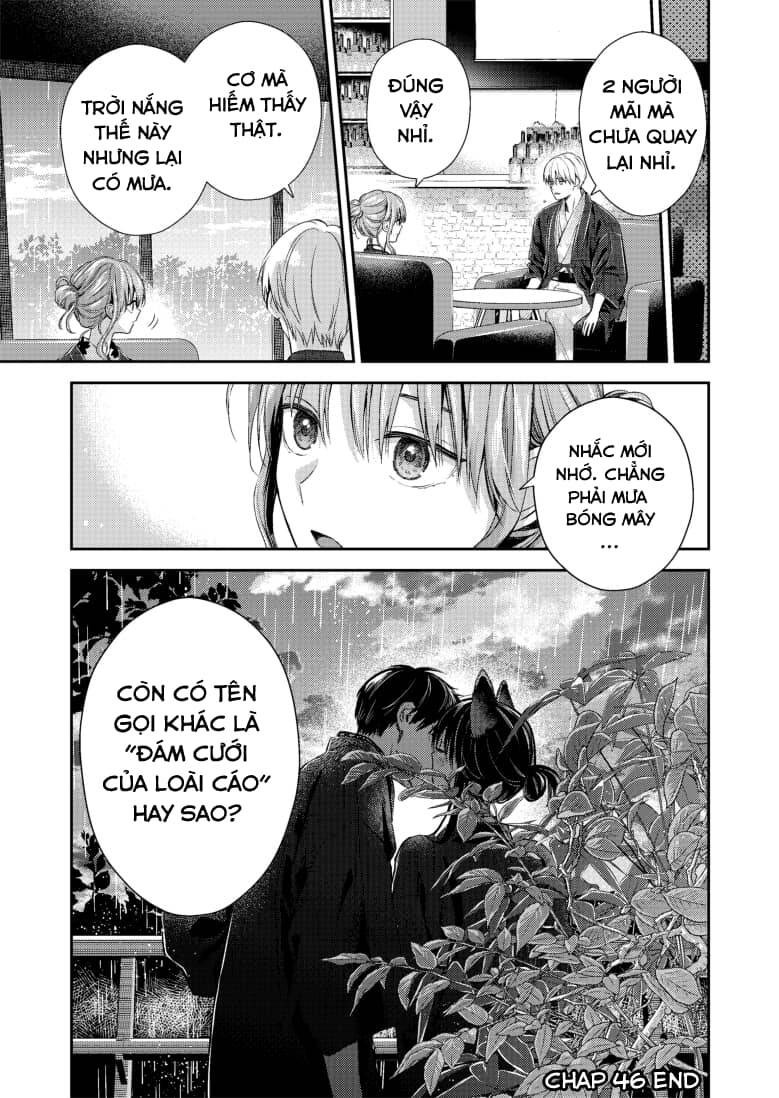 2 NGƯỜI
MÃI MÀ
CHƯA QUAY
LẠI NHỈ.
ĐÚNG
VẬY
NHỈ.
CƠ MÀ
HIẾM THẤY
THẬT.
TRỜI NẮNG
THẾ NÀY
NHƯNG LẠI
CÓ MƯA.
NHẮC MỚI
NHỚ. CHẲNG
PHẢI MƯA
BÓNG MÂY
...
CÒN CÓ TÊN
GỌI KHÁC LÀ
"ĐÁM CƯỚI
CỦA LOÀI CÁO"
HAY SAO?
CHAP 46 END